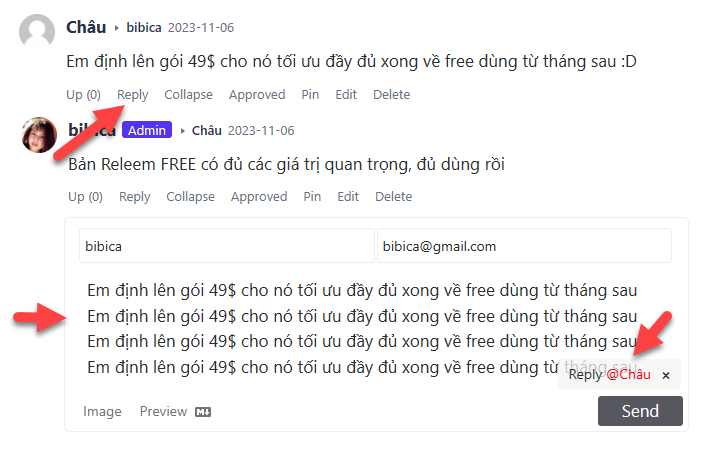 Châu bibica 2023-11-06
Em định lên gói 49$ cho nó tối ưu đầy đủ xong về free dùng từ tháng sau :D
Up (0) Reply Collapse Approved Pin Edit Delete
bibica Admin Châu 2023-11-06
Bản Releem FREE có đủ các giá trị quan trọng, đủ dùng rồi
Up (0) Reply Collapse Approved Pin Edit Delete
bibica bibica@gmail.com
Em định lên gói 49$ cho nó tối ưu đầy đủ xong về free dùng từ tháng sau
Em định lên gói 49$ cho nó tối ưu đầy đủ xong về free dùng từ tháng sau
Em định lên gói 49$ cho nó tối ưu đầy đủ xong về free dùng từ tháng sau
Em định lên gói 49$ cho nó tối ưu đầy đủ xong về free dùng từ tháng sau
Reply @Châu ×
Image Preview M↓ Send